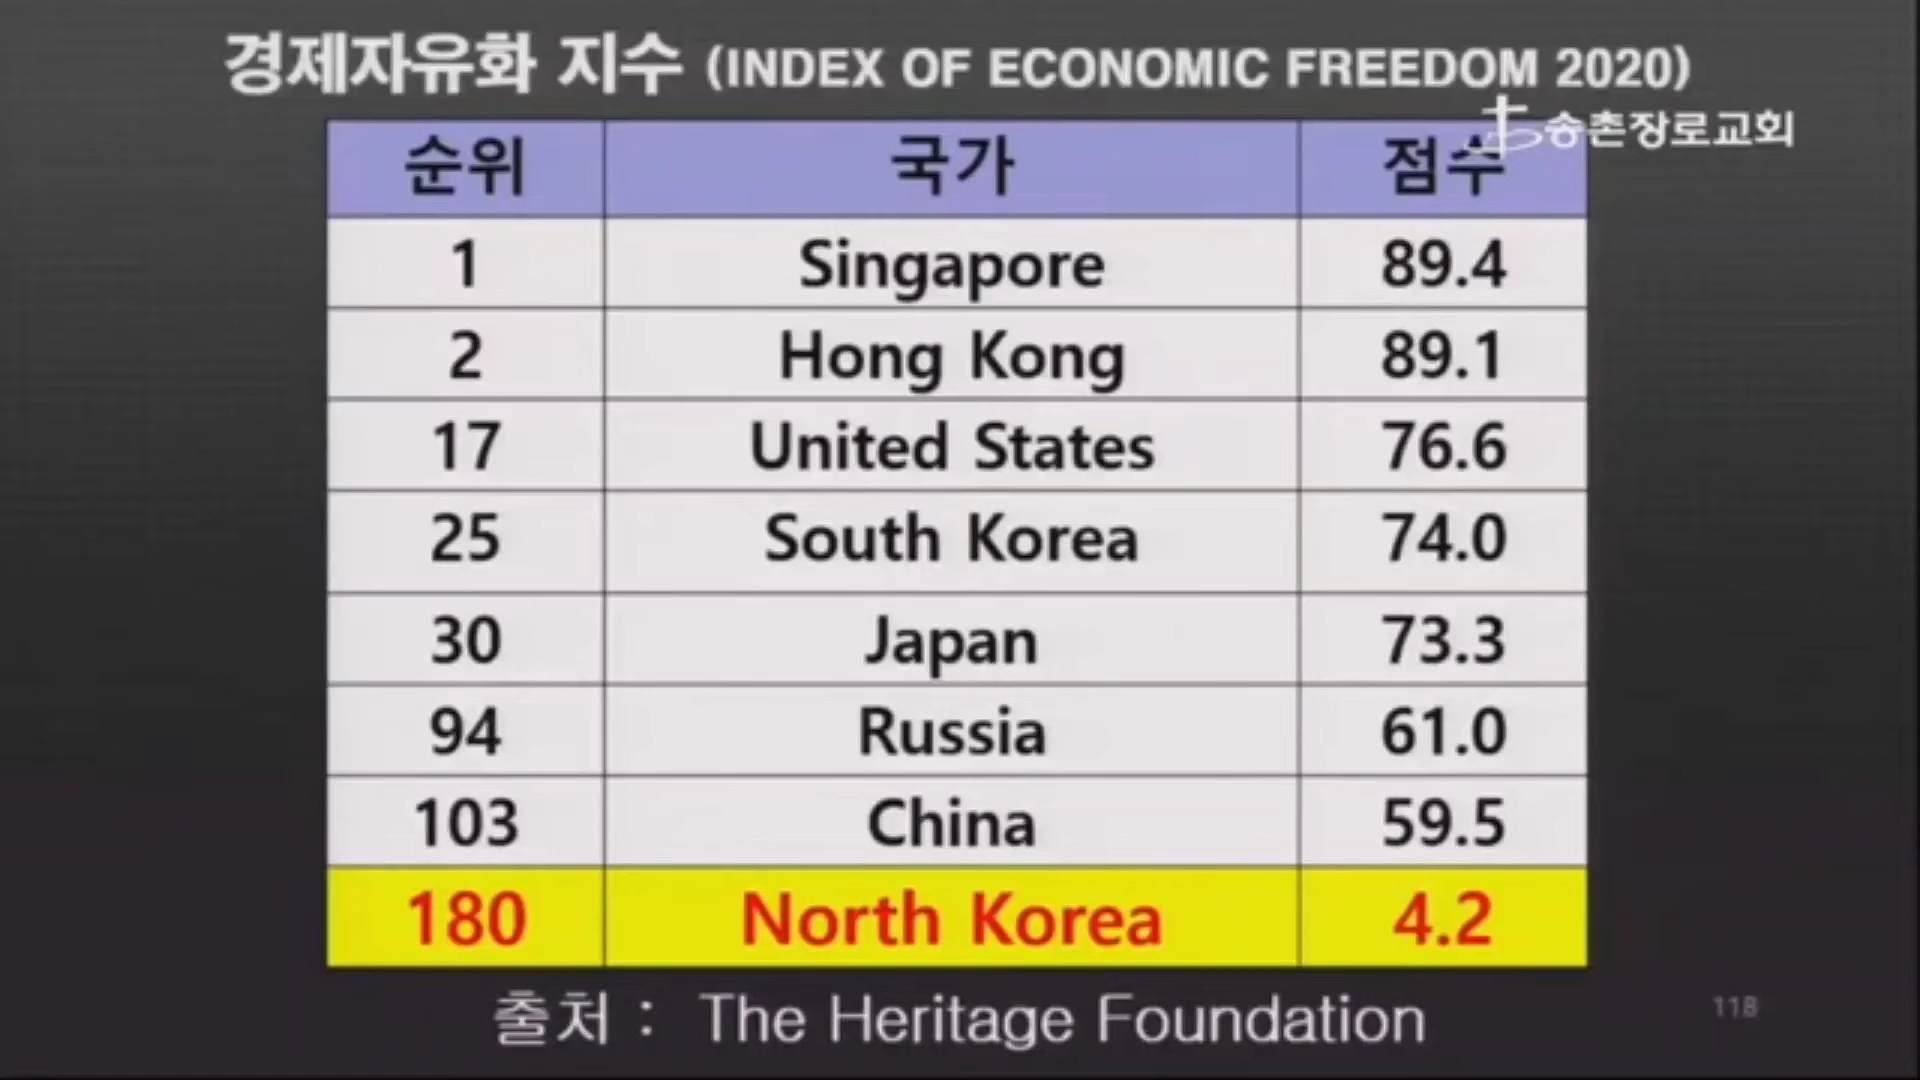 경제자유화 지수 (INDEX OF ECONOMIC FREEDOM 2020)
송촌장로교회
순위 국가 점수
1 Singapore 89.4
2 Hong Kong 89.1
17 United States 76.6
25 South Korea 74.0
30 Japan 73.3
94 Russia 61.0
103 China 59.5
180 North Korea 4.2
출처 : The Heritage Foundation
118